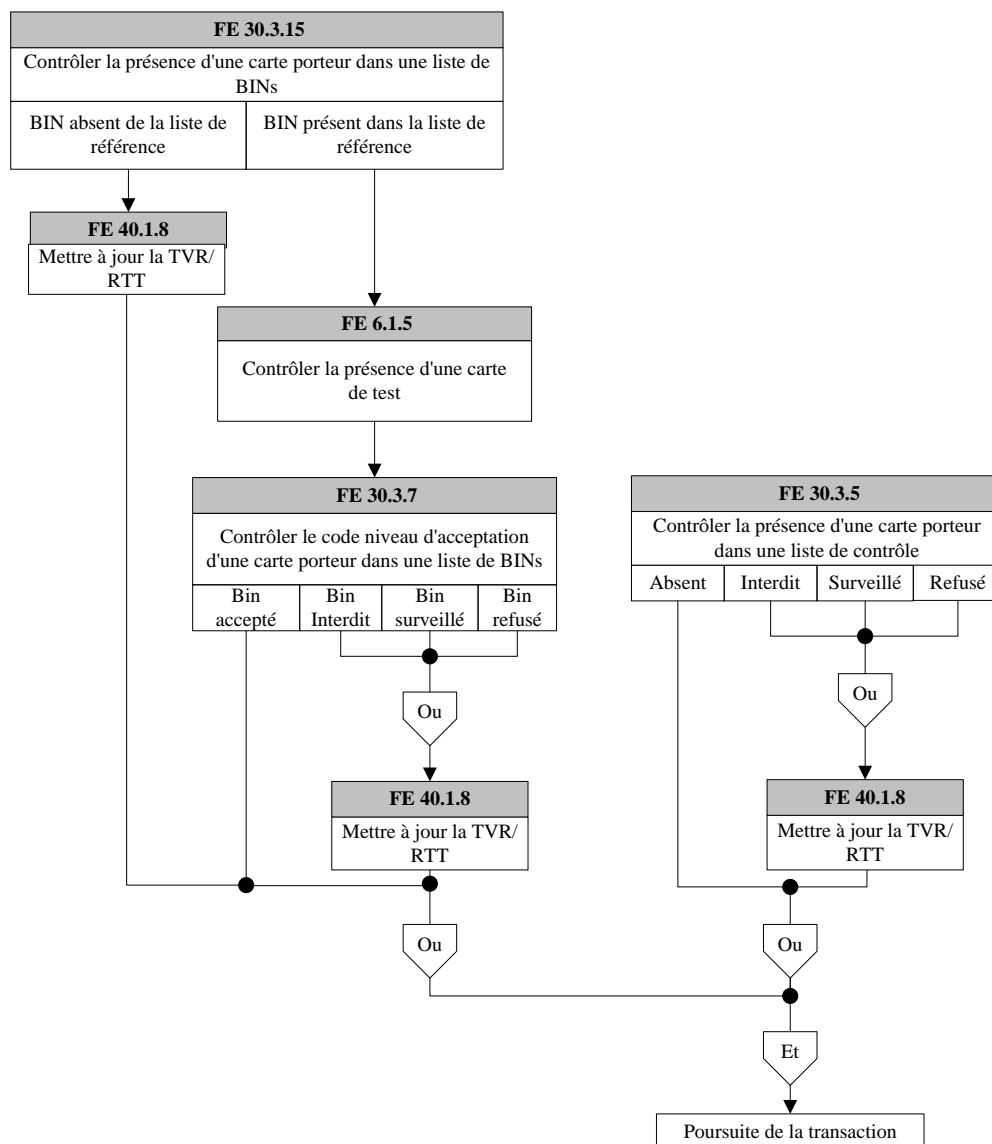 FE 30.3.15
Contrôler la présence d'une carte porteur dans une liste de
BINs
BIN absent de la liste de
référence
BIN présent dans la liste de
référence
FE 40.1.8
Mettre à jour la TVR/
RTT
FE 6.1.5
Contrôler la présence d'une carte
de test
FE 30.3.7
Contrôler le code niveau d'acceptation
d'une carte porteur dans une liste de BINs
Bin
accepté
Bin
Interdit
Bin
surveillé
Bin
refusé
Ou
FE 40.1.8
Mettre à jour la TVR/
RTT
Ou
FE 30.3.5
Contrôler la présence d'une carte porteur
dans une liste de contrôle
Absent
Interdit
Surveillé
Refusé
Ou
FE 40.1.8
Mettre à jour la TVR/
RTT
Ou
Et
Poursuite de la transaction